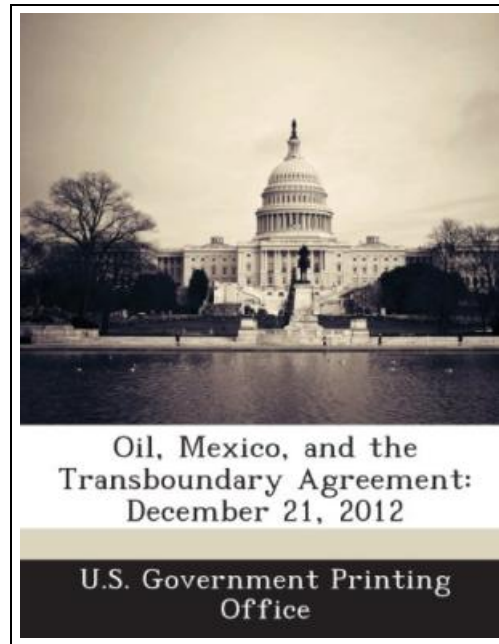 Oil, Mexico, and the
Transboundary Agreement:
December 21, 2012
U.S. Government Printing
Office